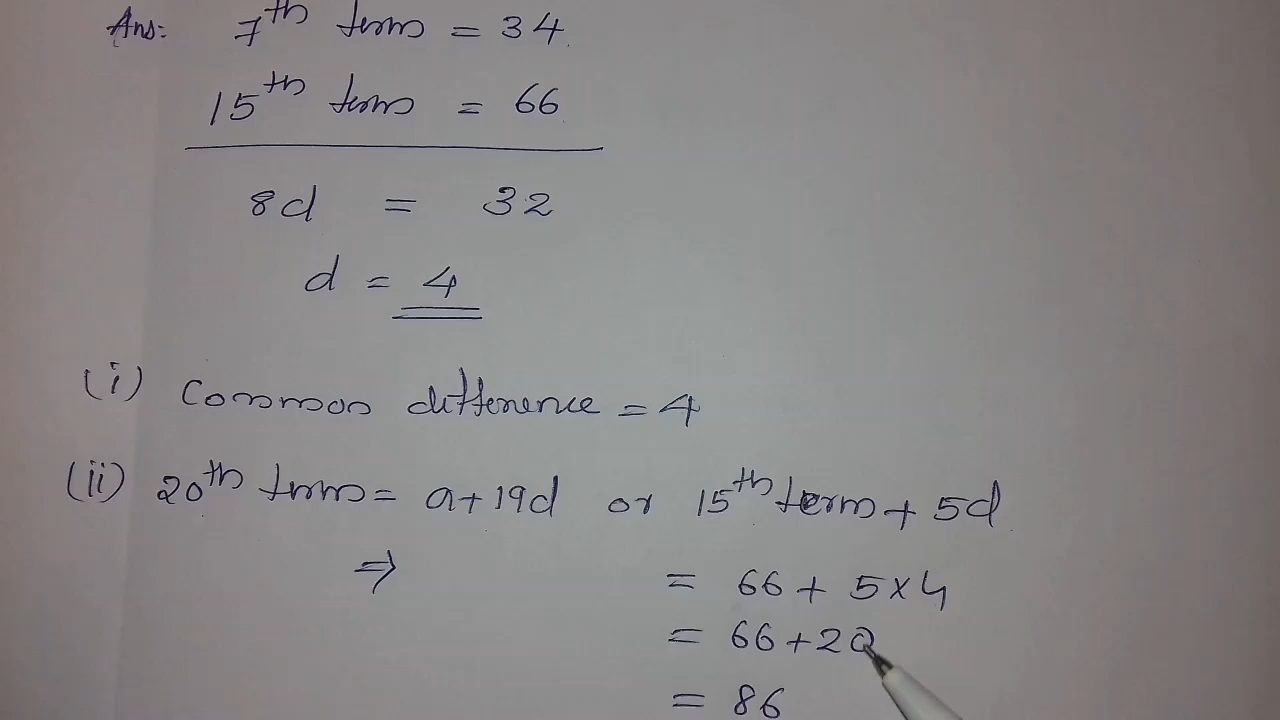 Ans: 7th term = 34
15th term = 66
8d = 32
d = 4
(i) Common difference = 4
(ii) 20th term = a+19d or 15th term + 5d
⇒ = 66 + 5×4
= 66+20
= 86